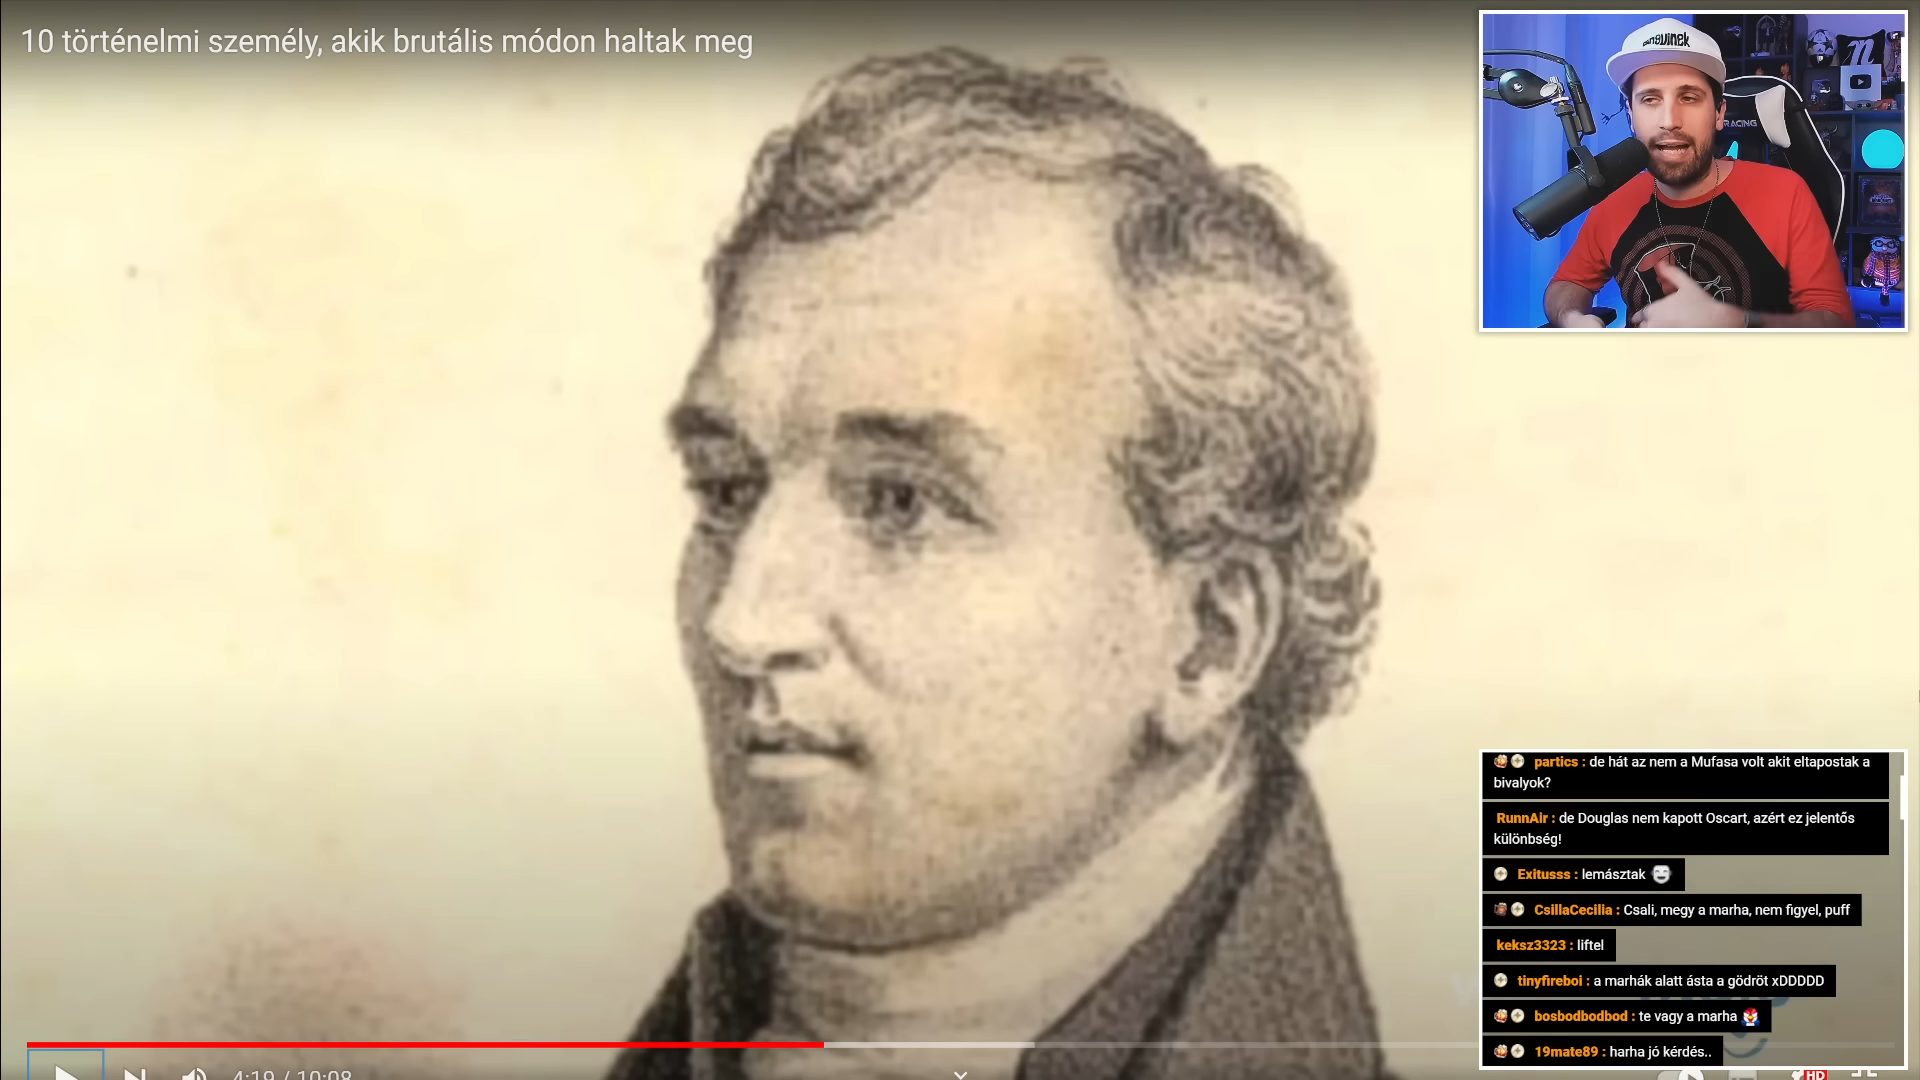 10 történelmi személy, akik brutális módon haltak meg
RACING
partics : de hát az nem a Mufasa volt akit eltapostak a
bivalyok?
RunnAir : de Douglas nem kapott Oscart, azért ez jelentős
különbség!
Exitusss : lemásztak
CsillaCecilia : Csali, megy a marha, nem figyel, puff
keksz3323 : liftel
tinyfireboi : a marhák alatt ásta a gödröt xDDDDD
bosbodbodbod : te vagy a marha
19mate89 : harha jó kérdés..
4:19 / 10:08
HD